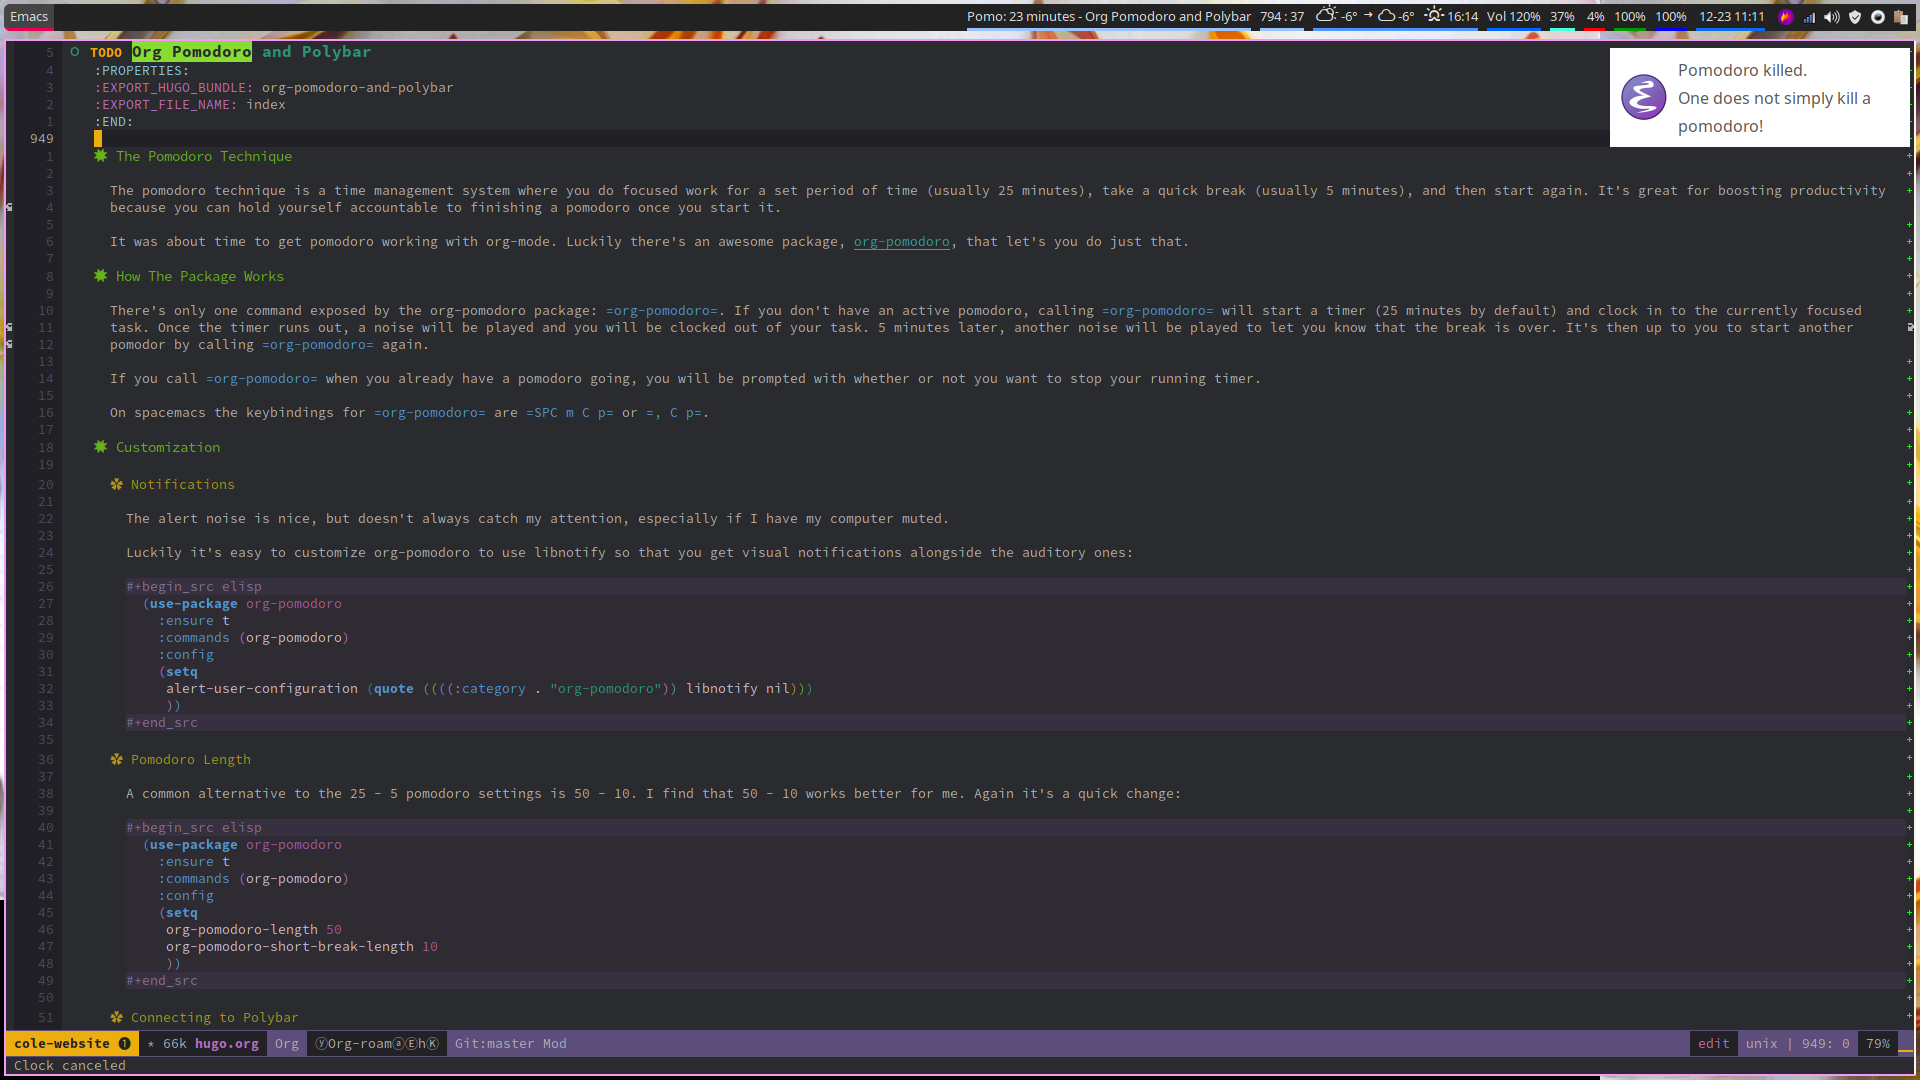 Emacs
Pomo: 23 minutes - Org Pomodoro and Polybar 794 : 37 -6° → -6° 16:14 Vol 120% 37% 4% 100% 100% 12-23 11:11
Pomodoro killed.
One does not simply kill a
pomodoro!
5 TODO Org Pomodoro and Polybar
4 :PROPERTIES:
3 :EXPORT_HUGO_BUNDLE: org-pomodoro-and-polybar
2 :EXPORT_FILE_NAME: index
1 :END:
949
1 The Pomodoro Technique
2
3 The pomodoro technique is a time management system where you do focused work for a set period of time (usually 25 minutes), take a quick break (usually 5 minutes), and then start again. It's great for boosting productivity
4 because you can hold yourself accountable to finishing a pomodoro once you start it.
5
6 It was about time to get pomodoro working with org-mode. Luckily there's an awesome package, org-pomodoro, that let's you do just that.
7
8 How The Package Works
9
10 There's only one command exposed by the org-pomodoro package: =org-pomodoro=. If you don't have an active pomodoro, calling =org-pomodoro= will start a timer (25 minutes by default) and clock in to the currently focused
11 task. Once the timer runs out, a noise will be played and you will be clocked out of your task. 5 minutes later, another noise will be played to let you know that the break is over. It's then up to you to start another
12 pomodor by calling =org-pomodoro= again.
13
14 If you call =org-pomodoro= when you already have a pomodoro going, you will be prompted with whether or not you want to stop your running timer.
15
16 On spacemacs the keybindings for =org-pomodoro= are =SPC m C p= or =, C p=.
17
18 Customization
19
20 Notifications
21
22 The alert noise is nice, but doesn't always catch my attention, especially if I have my computer muted.
23
24 Luckily it's easy to customize org-pomodoro to use libnotify so that you get visual notifications alongside the auditory ones:
25
26 #+begin_src elisp
27 (use-package org-pomodoro
28 :ensure t
29 :commands (org-pomodoro)
30 :config
31 (setq
32 alert-user-configuration (quote ((((:category . "org-pomodoro")) libnotify nil)))
33 ))
34 #+end_src
35
36 Pomodoro Length
37
38 A common alternative to the 25 - 5 pomodoro settings is 50 - 10. I find that 50 - 10 works better for me. Again it's a quick change:
39
40 #+begin_src elisp
41 (use-package org-pomodoro
42 :ensure t
43 :commands (org-pomodoro)
44 :config
45 (setq
46 org-pomodoro-length 50
47 org-pomodoro-short-break-length 10
48 ))
49 #+end_src
50
51 Connecting to Polybar
cole-website ❶ * 66k hugo.org Org ⓨOrg-roamⓐⒺhⓀ Git:master Mod edit unix | 949: 0 79%
Clock canceled